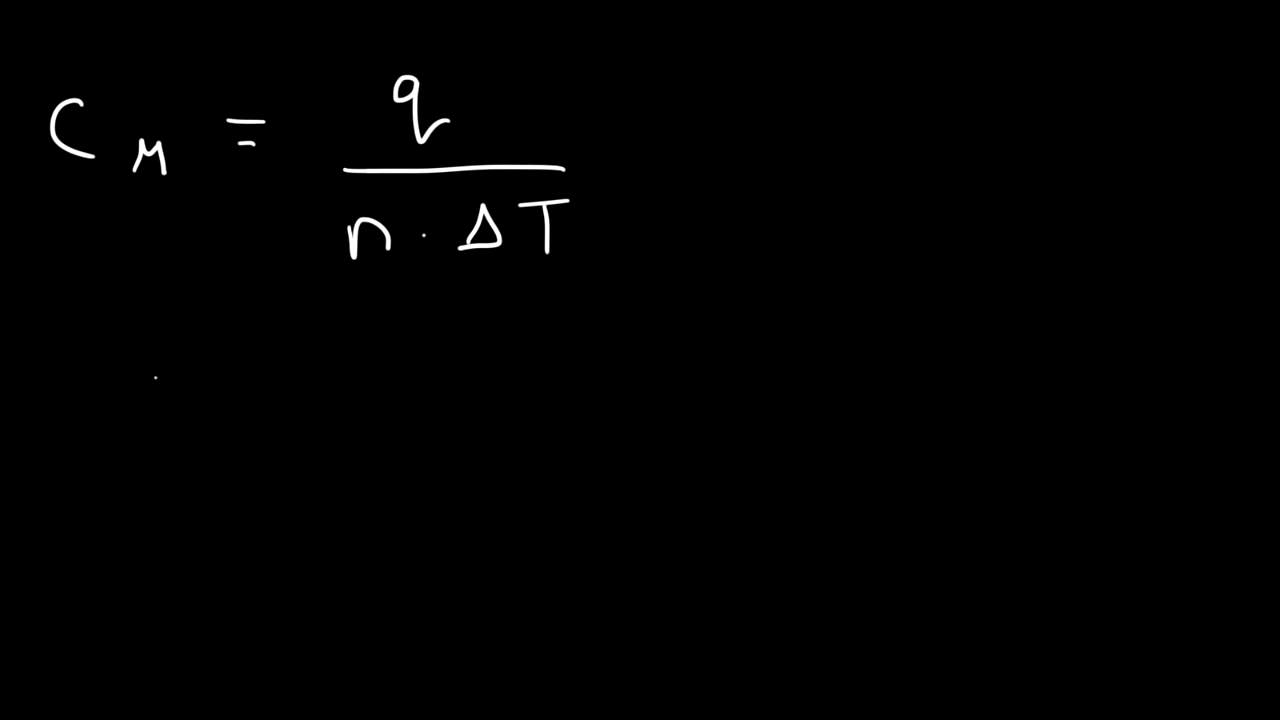 C_M = q / (n · ΔT)